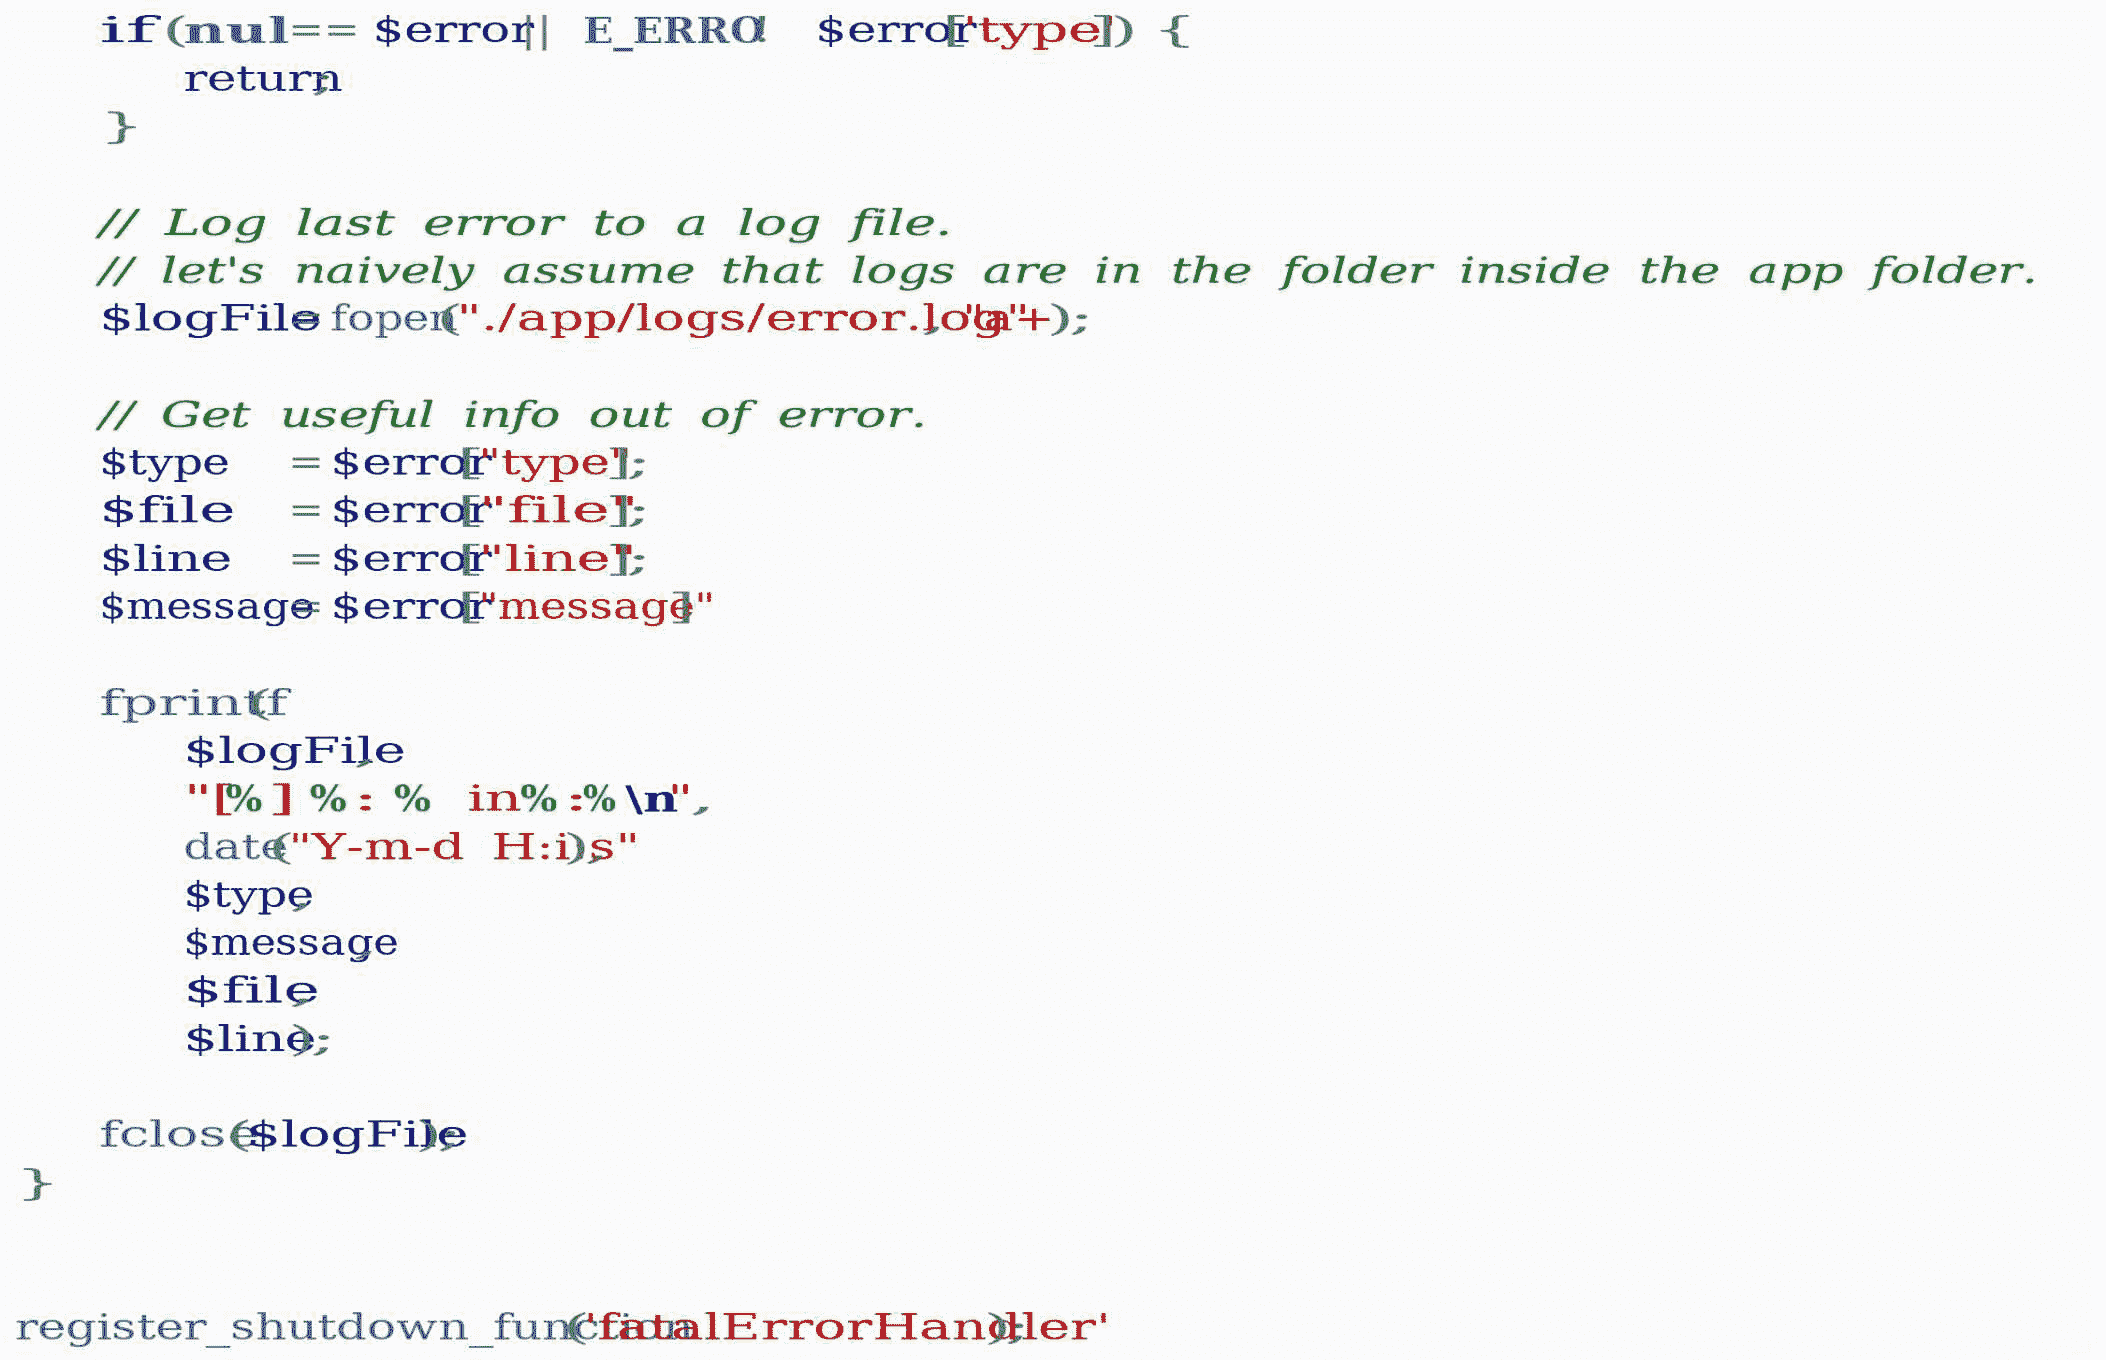 if (null === $error || E_ERROR !== $error['type']) {
return;
}
// Log last error to a log file.
// let's naively assume that logs are in the folder inside the app folder.
$logFile = fopen("./app/logs/error.log", "a+");
// Get useful info out of error.
$type = $error["type"];
$file = $error["file"];
$line = $error["line"];
$message = $error["message"]
fprintf(
$logFile,
"[%] %: % in%:%\n",
date("Y-m-d H:i:s"),
$type,
$message,
$file,
$line);
fclose($logFile);
}
register_shutdown_function('fatalErrorHandler');